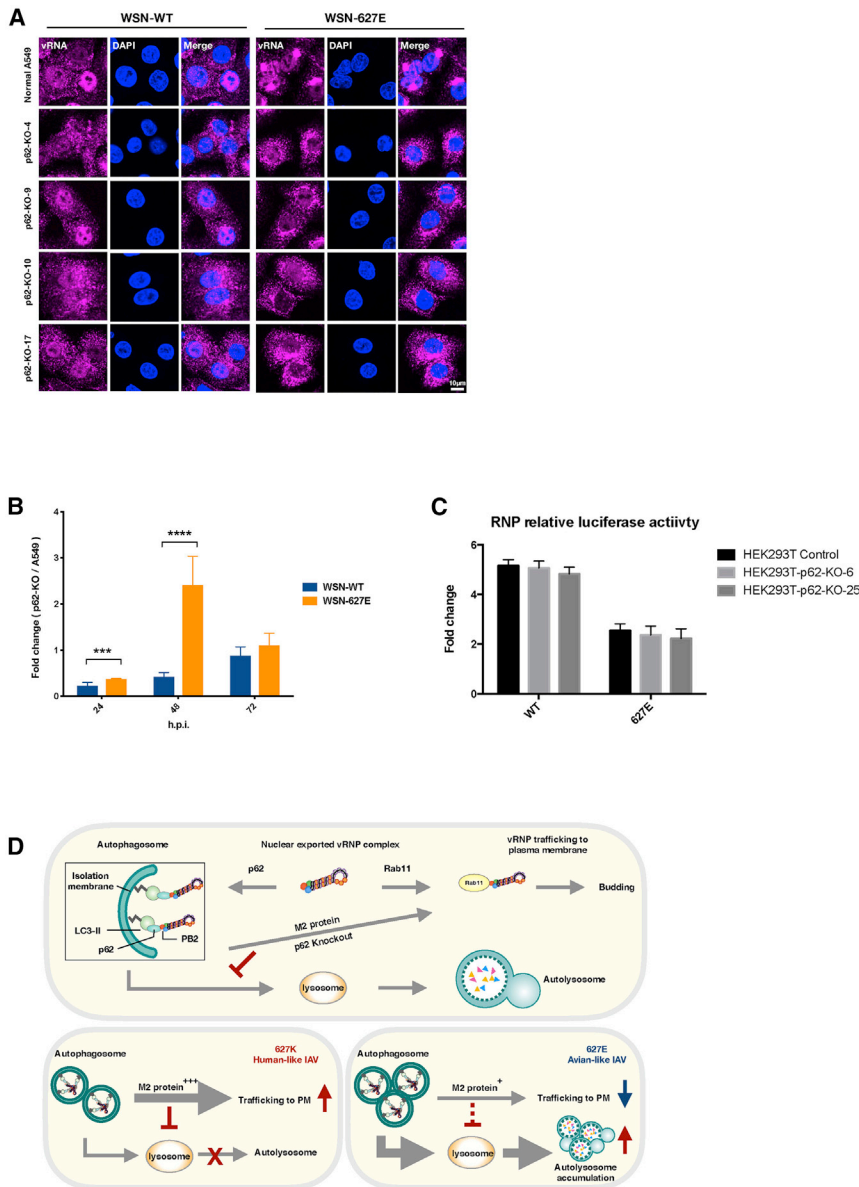 A
WSN-WT
WSN-627E
vRNA
DAPI
Merge
vRNA
DAPI
Merge
Normal A549
p62-KO-4
p62-KO-9
p62-KO-10
p62-KO-17
10μm
B
Fold change ( p62-KO / A549 )
4
3
2
1
0
***
****
24
48
72
h.p.i.
WSN-WT
WSN-627E
C
RNP relative luciferase actiivty
Fold change
6
4
2
0
WT
627E
HEK293T Control
HEK293T-p62-KO-6
HEK293T-p62-KO-25
D
Autophagosome
Nuclear exported vRNP complex
vRNP trafficking to
plasma membrane
Isolation
membrane
p62
Rab11
Rab11
Budding
LC3-II
p62
PB2
M2 protein
p62 Knockout
lysosome
Autolysosome
Autophagosome
627K
Human-like IAV
M2 protein+++
Trafficking to PM
lysosome
X
Autolysosome
Autophagosome
627E
Avian-like IAV
M2 protein+
Trafficking to PM
lysosome
Autolysosome
accumulation